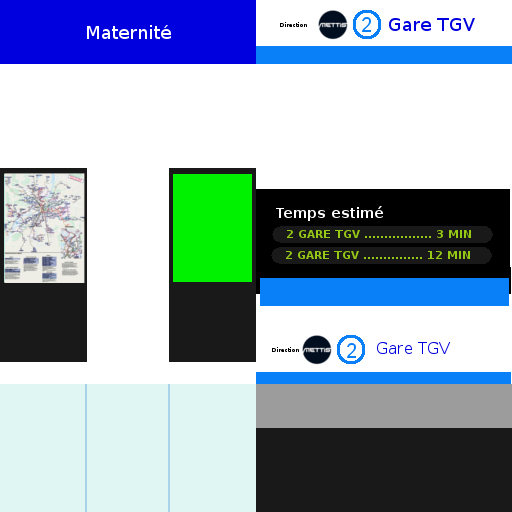 Maternité
Direction METTIS 2 Gare TGV
Temps estimé
2 GARE TGV ................. 3 MIN
2 GARE TGV ............... 12 MIN
Direction METTIS 2 Gare TGV